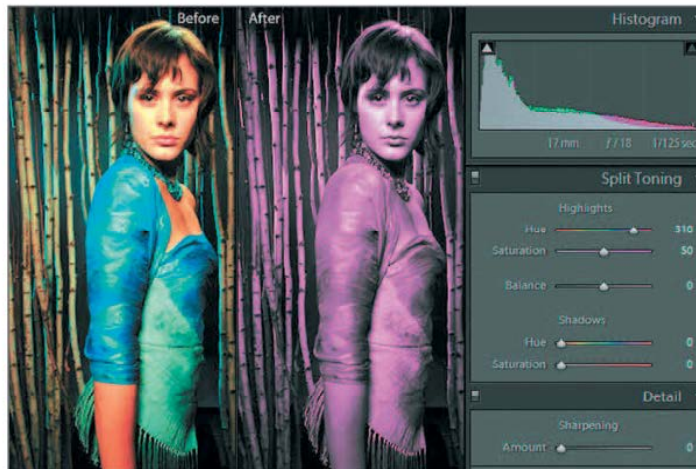 Before After
Histogram
17 mm f / 18 1/125 sec
Split Toning
Highlights
Hue 310
Saturation 50
Balance 0
Shadows
Hue 0
Saturation 0
Detail
Sharpening
Amount 0